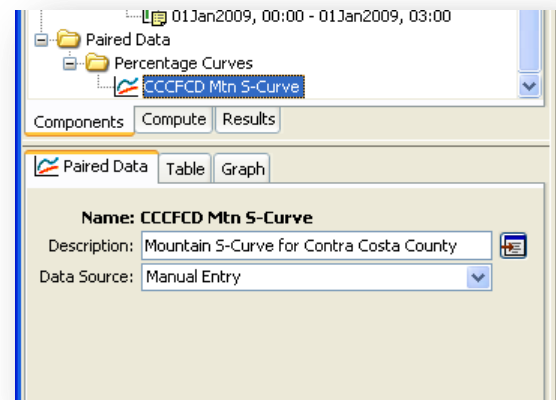 01Jan2009, 00:00 - 01Jan2009, 03:00
Paired Data
Percentage Curves
CCCFCD Mtn S-Curve
Components Compute Results
Paired Data Table Graph
Name: CCCFCD Mtn S-Curve
Description: Mountain S-Curve for Contra Costa County
Data Source: Manual Entry